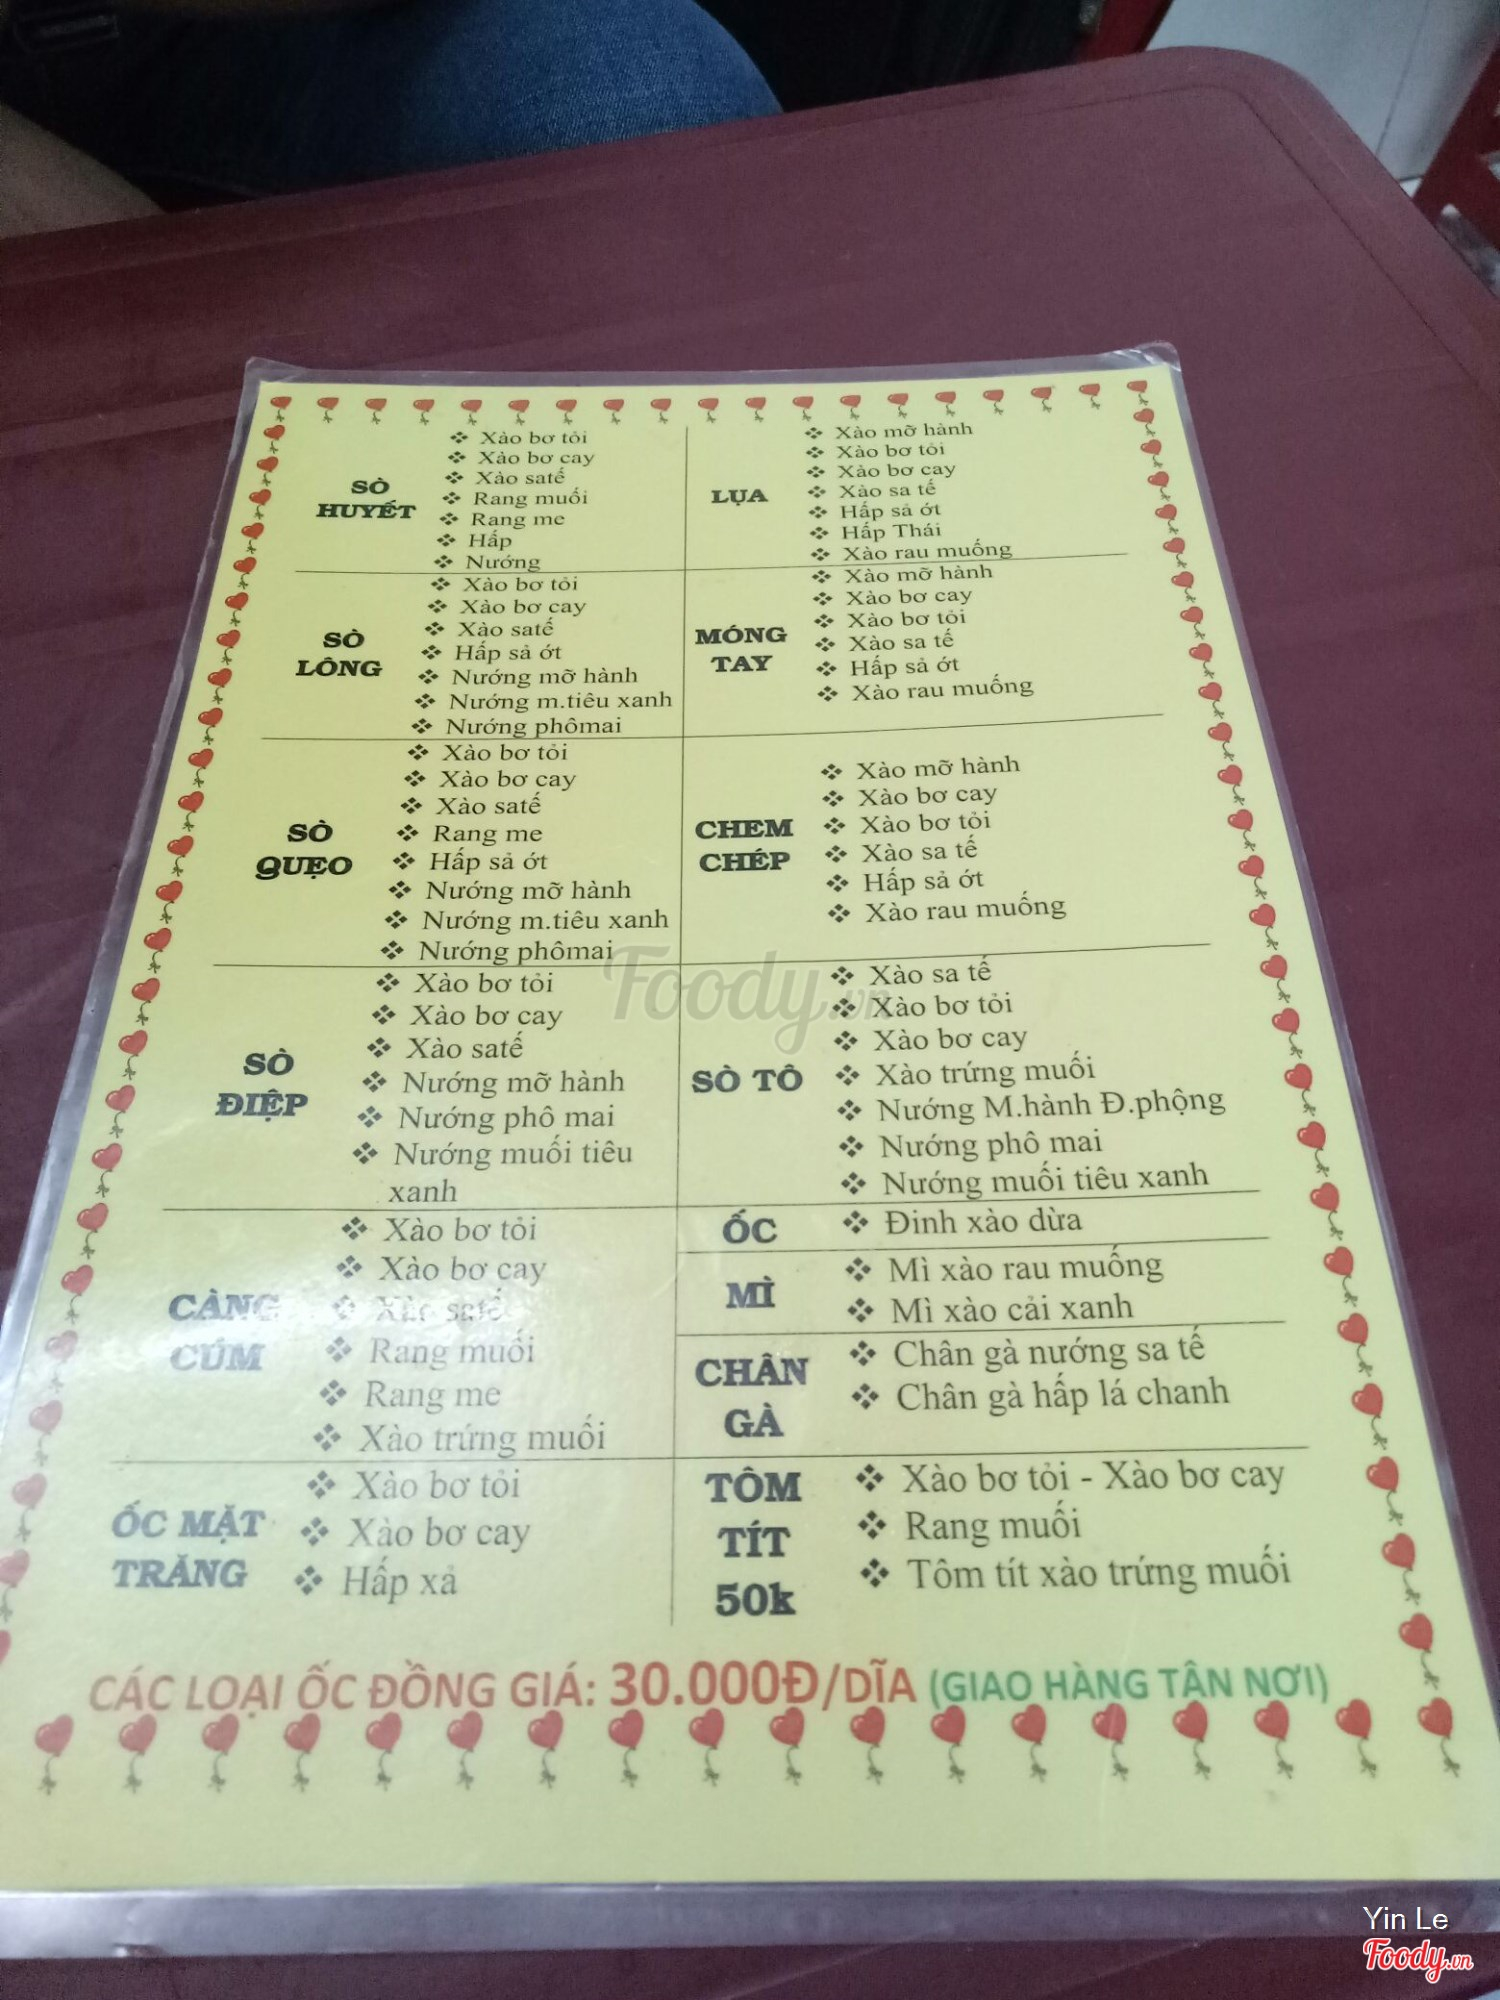 SÒ HUYẾT
Xào bơ tỏi
Xào bơ cay
Xào satế
Rang muối
Rang me
Hấp
Nướng
LỤA
Xào mỡ hành
Xào bơ tỏi
Xào bơ cay
Xào sa tế
Hấp sả ớt
Hấp Thái
Xào rau muống
SÒ LÔNG
Xào bơ tỏi
Xào bơ cay
Xào satế
Hấp sả ớt
Nướng mỡ hành
Nướng m.tiêu xanh
Nướng phômai
MÓNG TAY
Xào mỡ hành
Xào bơ cay
Xào bơ tỏi
Xào sa tế
Hấp sả ớt
Xào rau muống
SÒ QUẸO
Xào bơ tỏi
Xào bơ cay
Xào satế
Rang me
Hấp sả ớt
Nướng mỡ hành
Nướng m.tiêu xanh
Nướng phômai
CHEM CHÉP
Xào mỡ hành
Xào bơ cay
Xào bơ tỏi
Xào sa tế
Hấp sả ớt
Xào rau muống
SÒ ĐIỆP
Xào bơ tỏi
Xào bơ cay
Xào satế
Nướng mỡ hành
Nướng phô mai
Nướng muối tiêu
xanh
SÒ TÔ
Xào sa tế
Xào bơ tỏi
Xào bơ cay
Xào trứng muối
Nướng M.hành Đ.phộng
Nướng phô mai
Nướng muối tiêu xanh
CÀNG CÚM
Xào bơ tỏi
Xào bơ cay
Xào satế
Rang muối
Rang me
Xào trứng muối
ỐC
Đinh xào dừa
MÌ
Mì xào rau muống
Mì xào cải xanh
CHÂN GÀ
Chân gà nướng sa tế
Chân gà hấp lá chanh
ỐC MẶT TRĂNG
Xào bơ tỏi
Xào bơ cay
Hấp xả
TÔM TÍT 50k
Xào bơ tỏi - Xào bơ cay
Rang muối
Tôm tít xào trứng muối
CÁC LOẠI ỐC ĐỒNG GIÁ: 30.000Đ/DĨA (GIAO HÀNG TẬN NƠI)
Foody.vn
Yin Le
Foody.vn